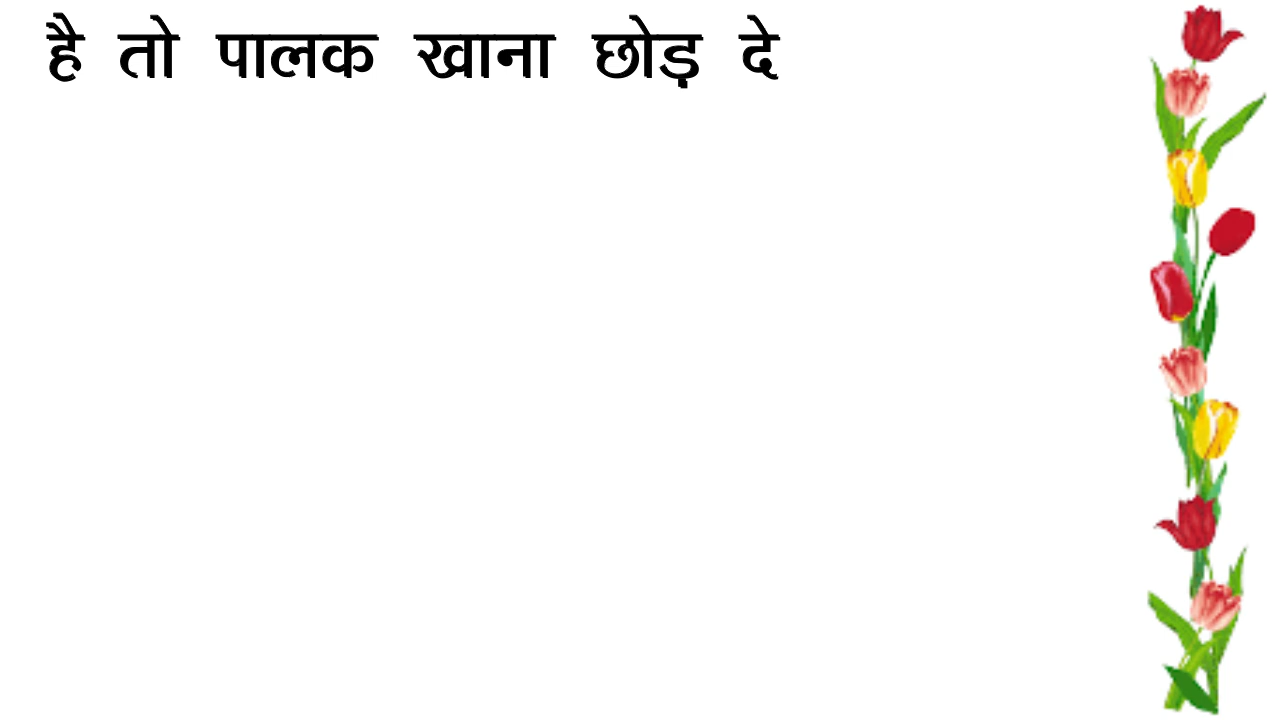 है तो पालक खाना छोड़ दे